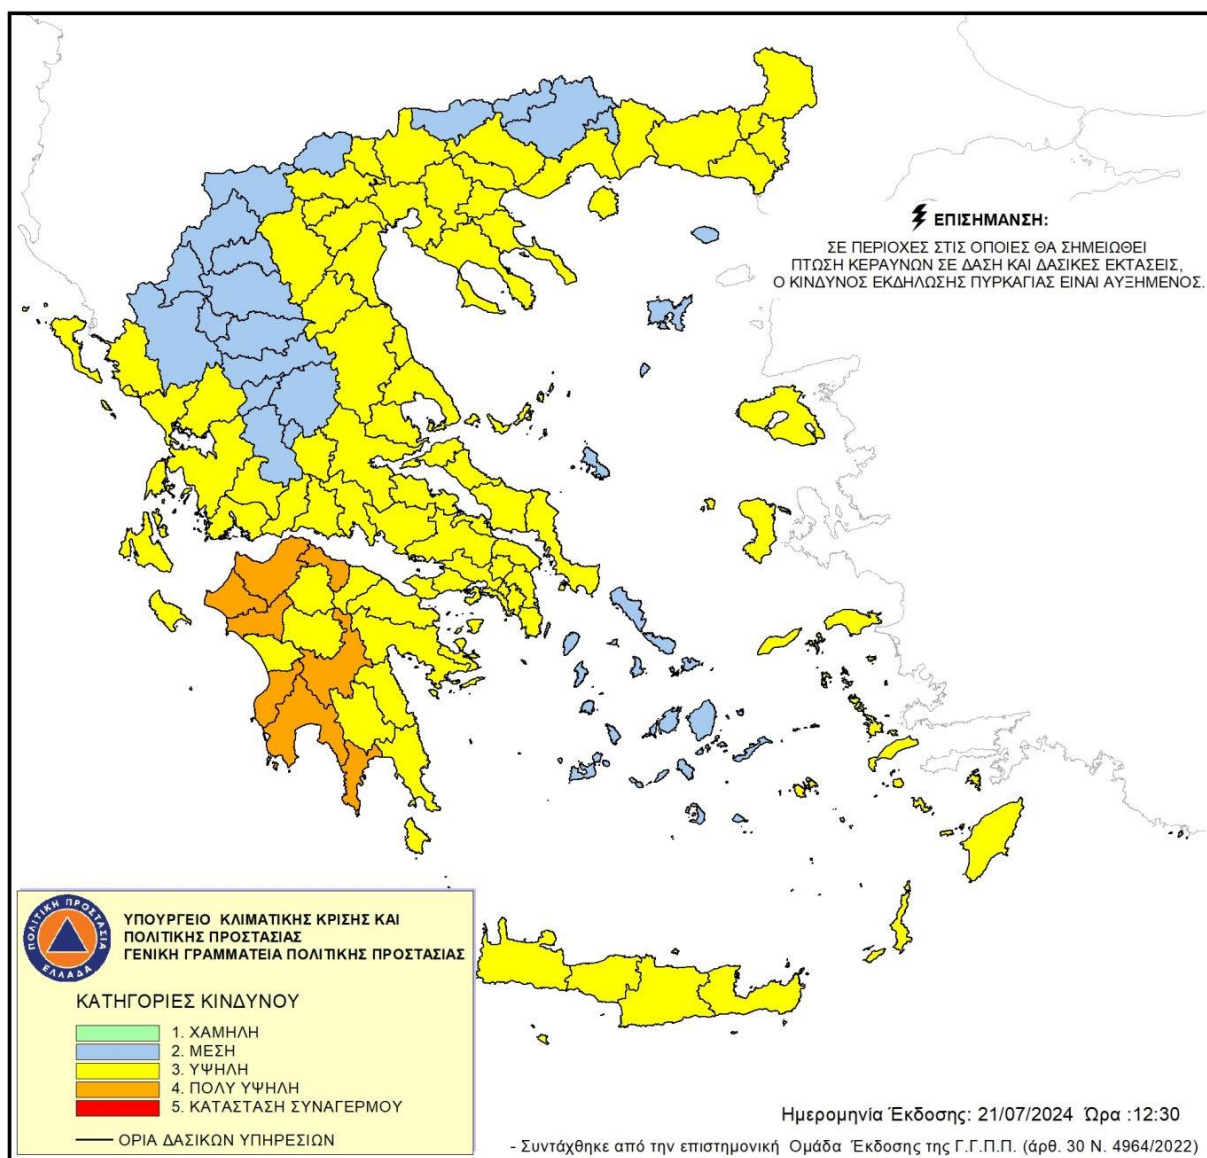 ΕΠΙΣΗΜΑΝΣΗ:
ΣΕ ΠΕΡΙΟΧΕΣ ΣΤΙΣ ΟΠΟΙΕΣ ΘΑ ΣΗΜΕΙΩΘΕΙ
ΠΤΩΣΗ ΚΕΡΑΥΝΩΝ ΣΕ ΔΑΣΗ ΚΑΙ ΔΑΣΙΚΕΣ ΕΚΤΑΣΕΙΣ,
Ο ΚΙΝΔΥΝΟΣ ΕΚΔΗΛΩΣΗΣ ΠΥΡΚΑΓΙΑΣ ΕΙΝΑΙ ΑΥΞΗΜΕΝΟΣ.
ΠΟΛΙΤΙΚΗ ΠΡΟΣΤΑΣΙΑ
ΕΛΛΑΔΑ
ΥΠΟΥΡΓΕΙΟ ΚΛΙΜΑΤΙΚΗΣ ΚΡΙΣΗΣ ΚΑΙ
ΠΟΛΙΤΙΚΗΣ ΠΡΟΣΤΑΣΙΑΣ
ΓΕΝΙΚΗ ΓΡΑΜΜΑΤΕΙΑ ΠΟΛΙΤΙΚΗΣ ΠΡΟΣΤΑΣΙΑΣ
ΚΑΤΗΓΟΡΙΕΣ ΚΙΝΔΥΝΟΥ
1. ΧΑΜΗΛΗ
2. ΜΕΣΗ
3. ΥΨΗΛΗ
4. ΠΟΛΥ ΥΨΗΛΗ
5. ΚΑΤΑΣΤΑΣΗ ΣΥΝΑΓΕΡΜΟΥ
ΟΡΙΑ ΔΑΣΙΚΩΝ ΥΠΗΡΕΣΙΩΝ
Ημερομηνία Έκδοσης: 21/07/2024 Ώρα :12:30
- Συντάχθηκε από την επιστημονική Ομάδα Έκδοσης της Γ.Γ.Π.Π. (άρθ. 30 Ν. 4964/2022)